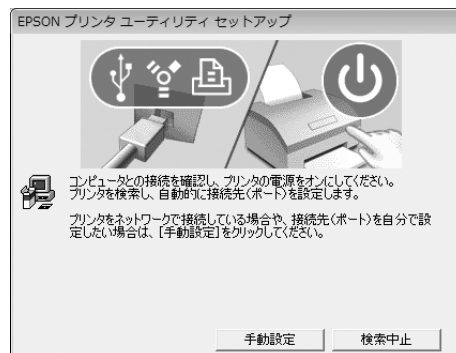 EPSON プリンタ ユーティリティ セットアップ
コンピュータとの接続を確認し、プリンタの電源をオンにしてください。
プリンタを検索し、自動的に接続先(ポート)を設定します。
プリンタをネットワークで接続している場合や、接続先(ポート)を自分で設
定したい場合は、[手動設定]をクリックしてください。
手動設定
検索中止